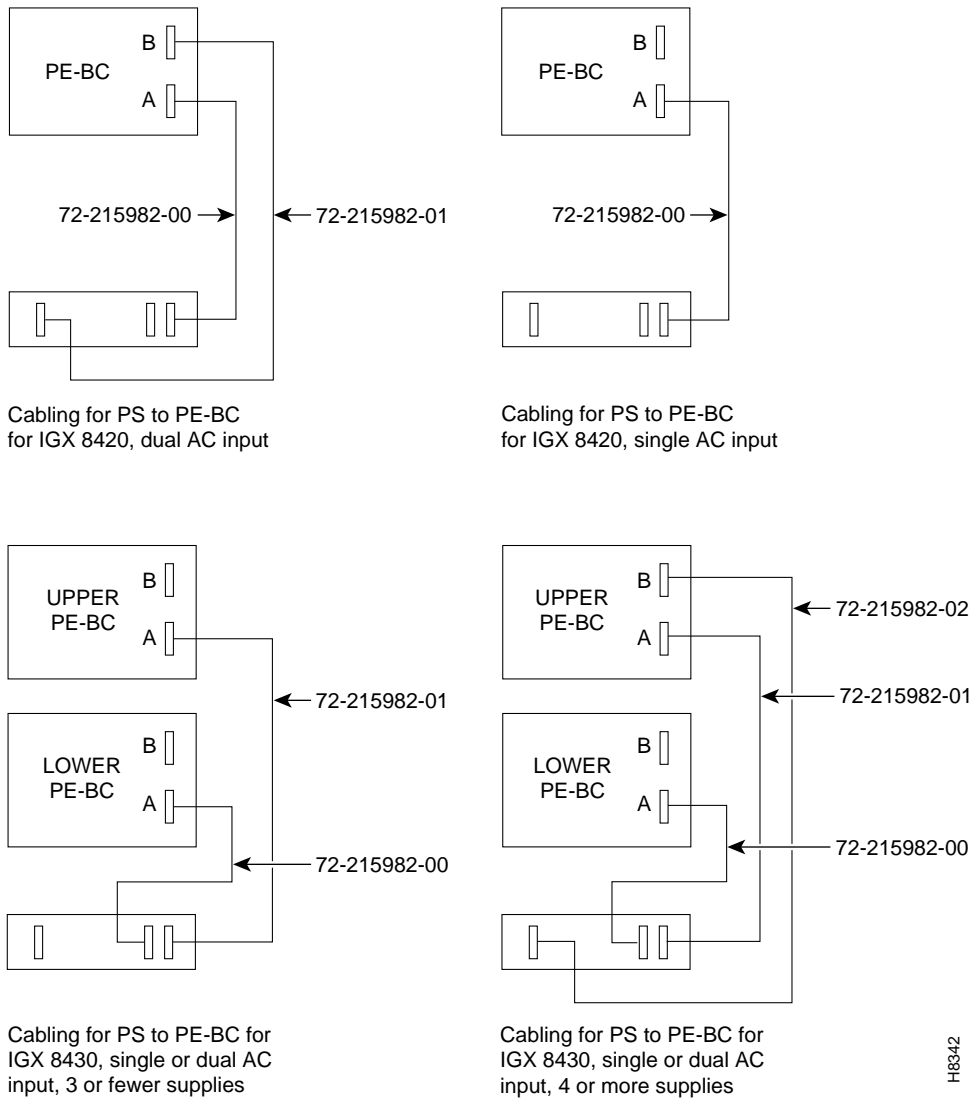 B
PE-BC
A
72-215982-00
72-215982-01
Cabling for PS to PE-BC
for IGX 8420, dual AC input
B
PE-BC
A
72-215982-00
Cabling for PS to PE-BC
for IGX 8420, single AC input
B
UPPER
PE-BC
A
72-215982-01
B
LOWER
PE-BC
A
72-215982-00
Cabling for PS to PE-BC for
IGX 8430, single or dual AC
input, 3 or fewer supplies
B
UPPER
PE-BC
A
72-215982-02
72-215982-01
B
LOWER
PE-BC
A
72-215982-00
Cabling for PS to PE-BC for
IGX 8430, single or dual AC
input, 4 or more supplies
H8342